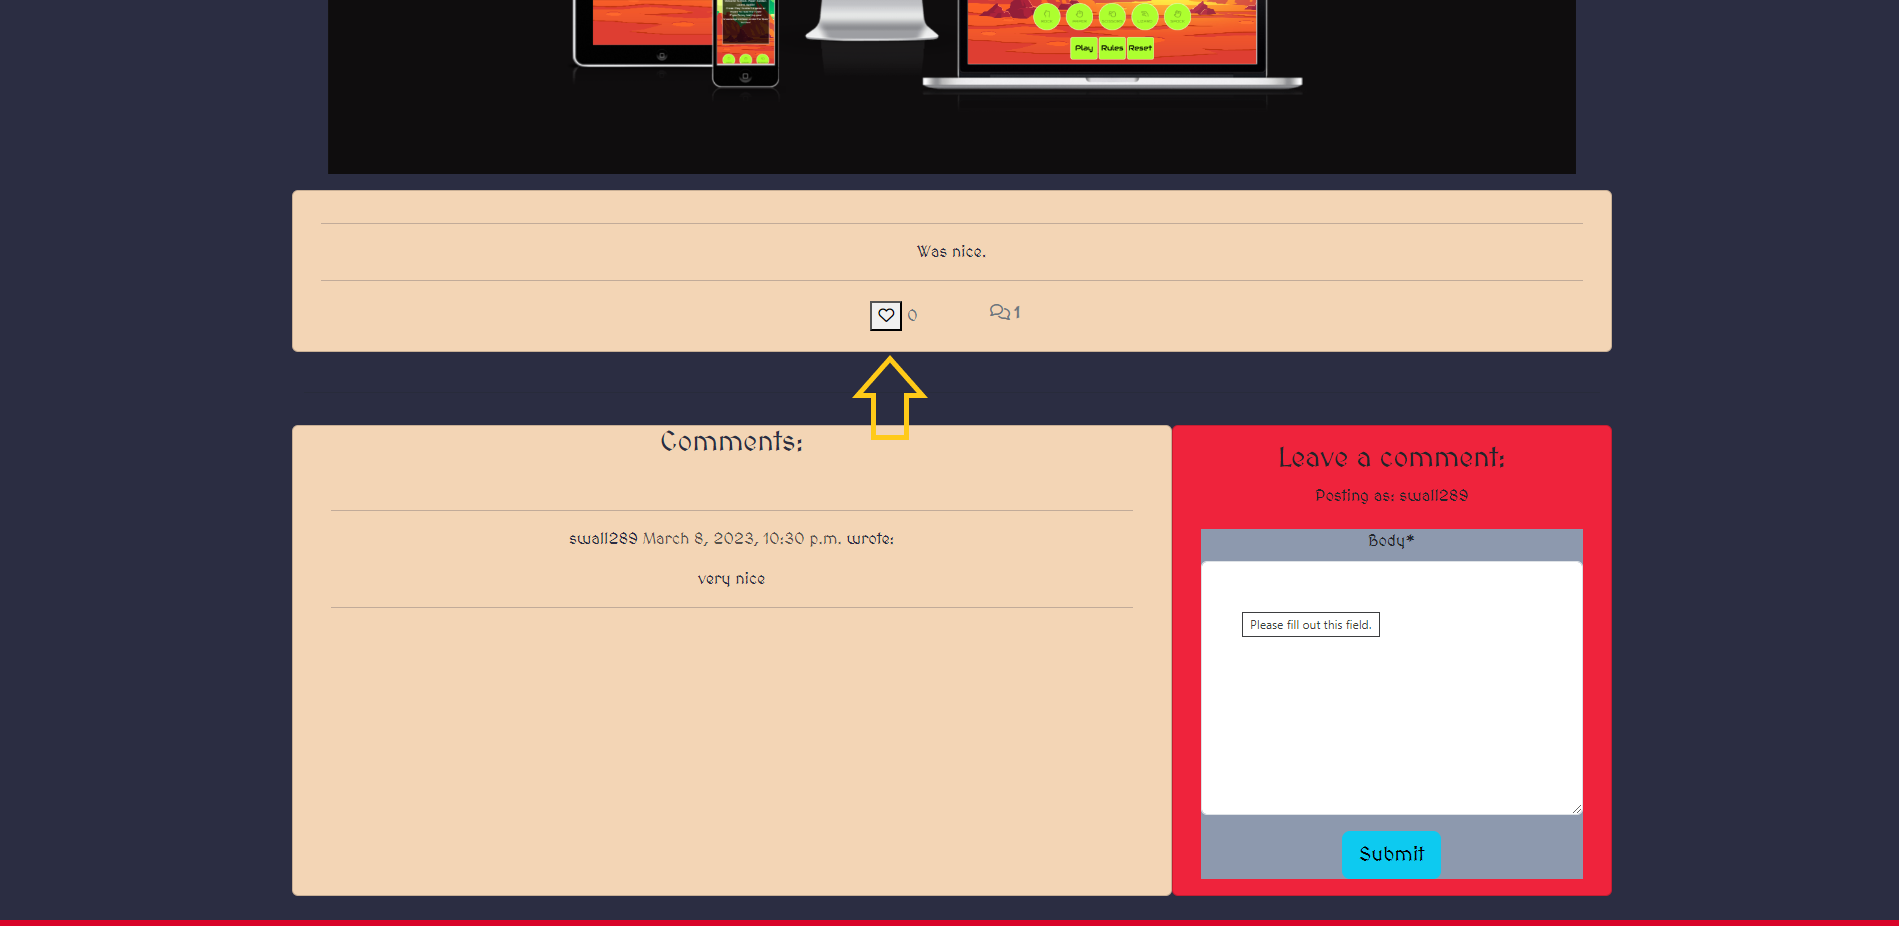 Play Rules Reset
Was nice.
0 1
Comments:
swall289 March 8, 2023, 10:30 p.m. wrote:
very nice
Leave a comment:
Posting as: swall289
Body*
Please fill out this field.
Submit